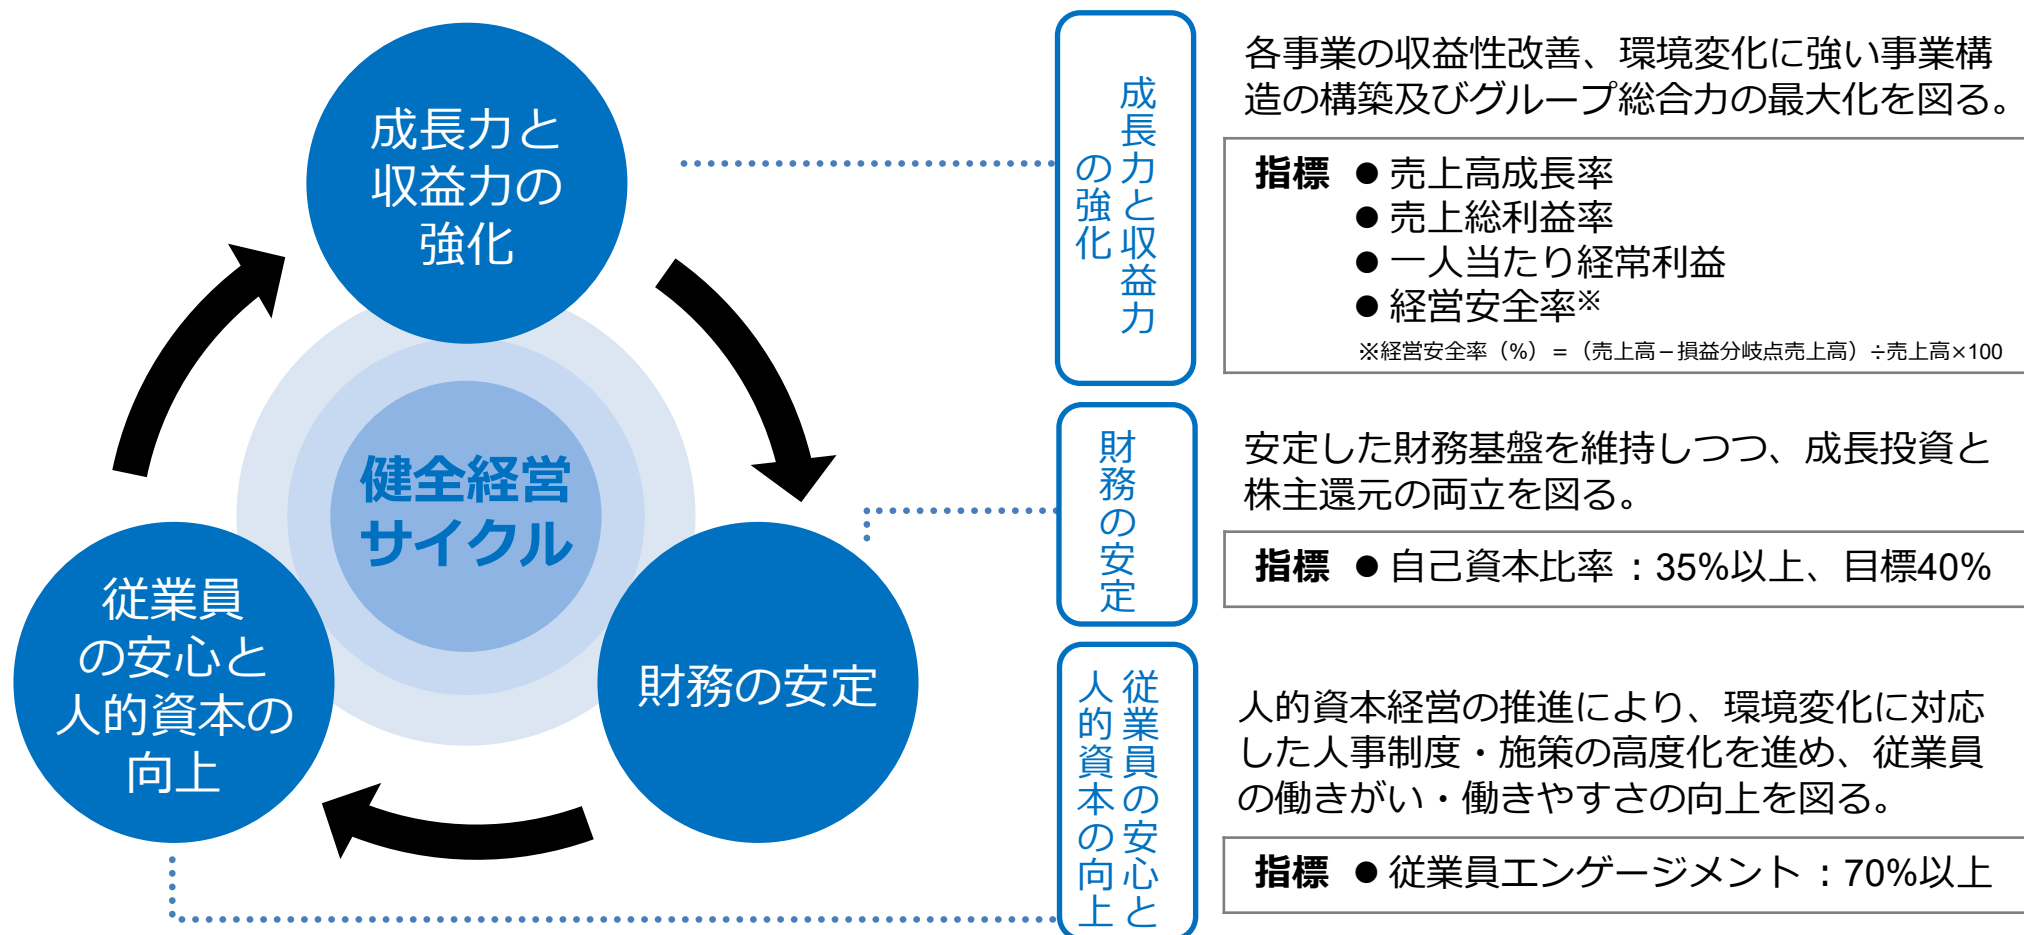 成長力と
収益力の
強化
健全経営
サイクル
従業員
の安心と
人的資本の
向上
財務の安定
成長力と収益力
の強化
各事業の収益性改善、環境変化に強い事業構
造の構築及びグループ総合力の最大化を図る。
指標 ●売上高成長率
●売上総利益率
●一人当たり経常利益
●経営安全率※
※経営安全率（%）＝（売上高－損益分岐点売上高）÷売上高×100
財務の安定
安定した財務基盤を維持しつつ、成長投資と
株主還元の両立を図る。
指標 ●自己資本比率：35%以上、目標40%
従業員の安心と
人的資本の向上
人的資本経営の推進により、環境変化に対応
した人事制度・施策の高度化を進め、従業員
の働きがい・働きやすさの向上を図る。
指標 ●従業員エンゲージメント：70%以上